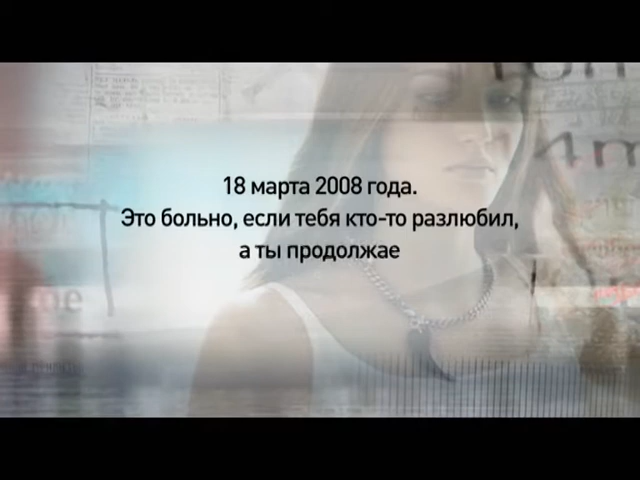 18 марта 2008 года.
Это больно, если тебя кто-то разлюбил,
а ты продолжае